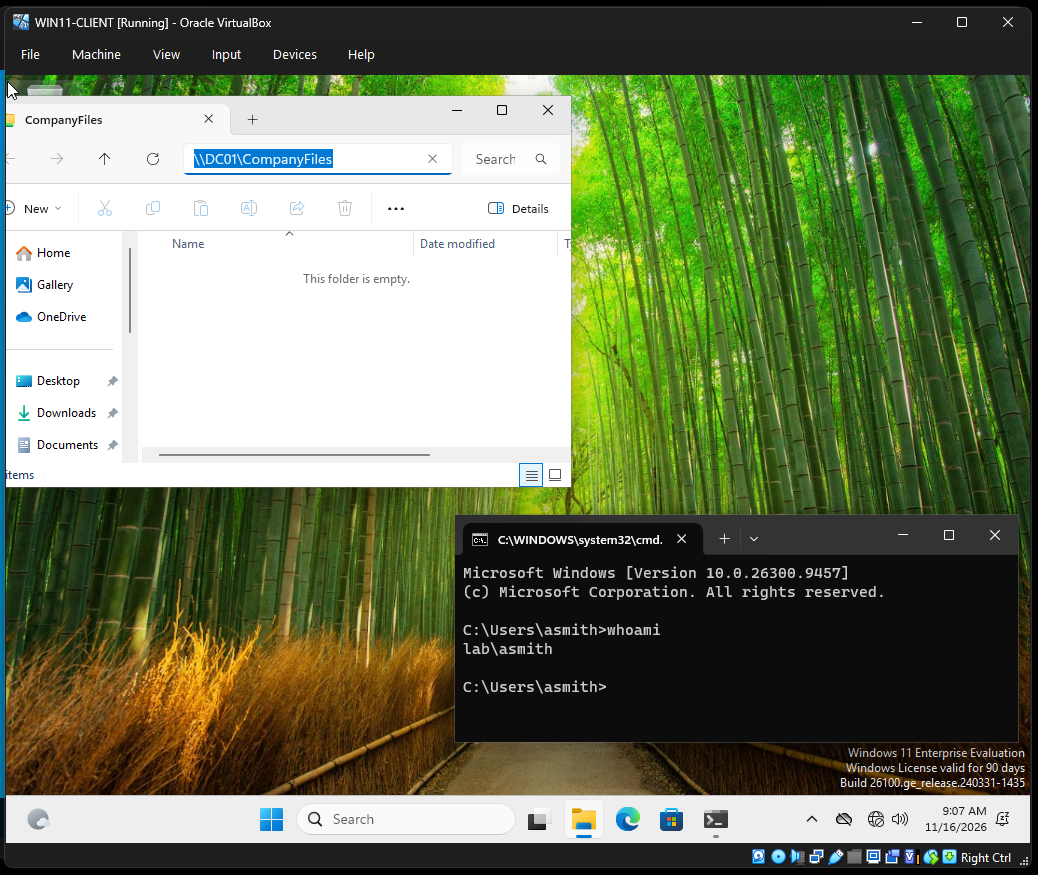 WIN11-CLIENT [Running] - Oracle VirtualBox
File Machine View Input Devices Help
CompanyFiles
\\DC01\CompanyFiles
Search
New
Details
Name
Date modified
This folder is empty.
Home
Gallery
OneDrive
Desktop
Downloads
Documents
items
C:\WINDOWS\system32\cmd.
Microsoft Windows [Version 10.0.26300.9457]
(c) Microsoft Corporation. All rights reserved.
C:\Users\asmith>whoami
lab\asmith
C:\Users\asmith>
Windows 11 Enterprise Evaluation
Windows License valid for 90 days
Build 26100.ge_release.240331-1435
Search
9:07 AM
11/16/2026
Right Ctrl